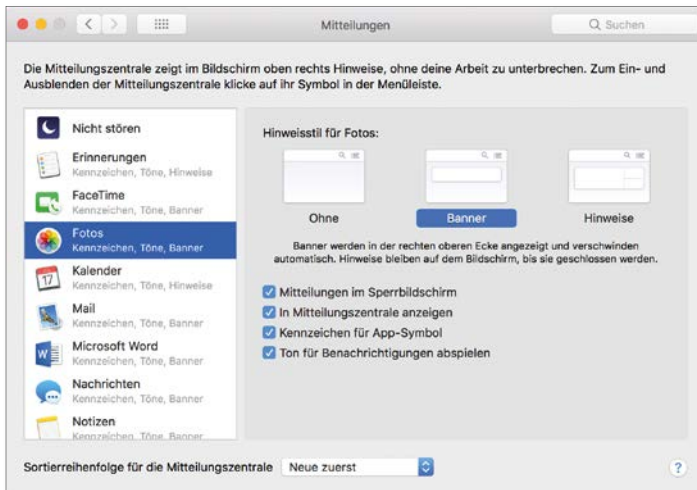 Mitteilungen
Suchen
Die Mitteilungszentrale zeigt im Bildschirm oben rechts Hinweise, ohne deine Arbeit zu unterbrechen. Zum Ein- und
Ausblenden der Mitteilungszentrale klicke auf ihr Symbol in der Menüleiste.
Nicht stören
Erinnerungen
Kennzeichen, Töne, Hinweise
FaceTime
Kennzeichen, Töne, Banner
Fotos
Kennzeichen, Töne, Banner
17
Kalender
Kennzeichen, Töne, Hinweise
Mail
Kennzeichen, Töne, Banner
W
Microsoft Word
Kennzeichen, Töne, Banner
Nachrichten
Kennzeichen, Töne, Banner
Notizen
Kennzeichen, Töne, Banner
Hinweisstil für Fotos:
Ohne
Banner
Hinweise
Banner werden in der rechten oberen Ecke angezeigt und verschwinden
automatisch. Hinweise bleiben auf dem Bildschirm, bis sie geschlossen werden.
Mitteilungen im Sperrbildschirm
In Mitteilungszentrale anzeigen
Kennzeichen für App-Symbol
Ton für Benachrichtigungen abspielen
Sortierreihenfolge für die Mitteilungszentrale Neue zuerst ?